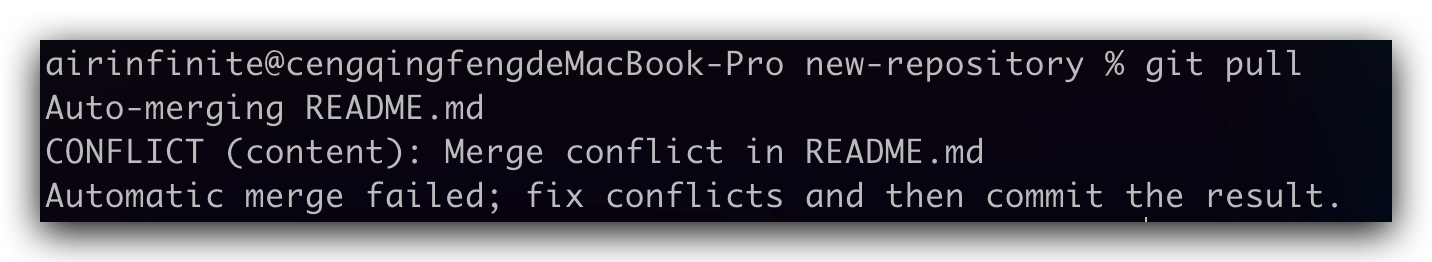 airinfinite@cengqingfengdeMacBook-Pro new-repository % git pull
Auto-merging README.md
CONFLICT (content): Merge conflict in README.md
Automatic merge failed; fix conflicts and then commit the result.